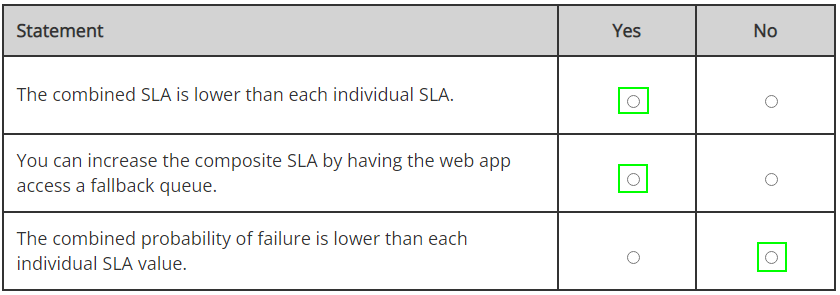 Statement Yes No
The combined SLA is lower than each individual SLA.
You can increase the composite SLA by having the web app
access a fallback queue.
The combined probability of failure is lower than each
individual SLA value.